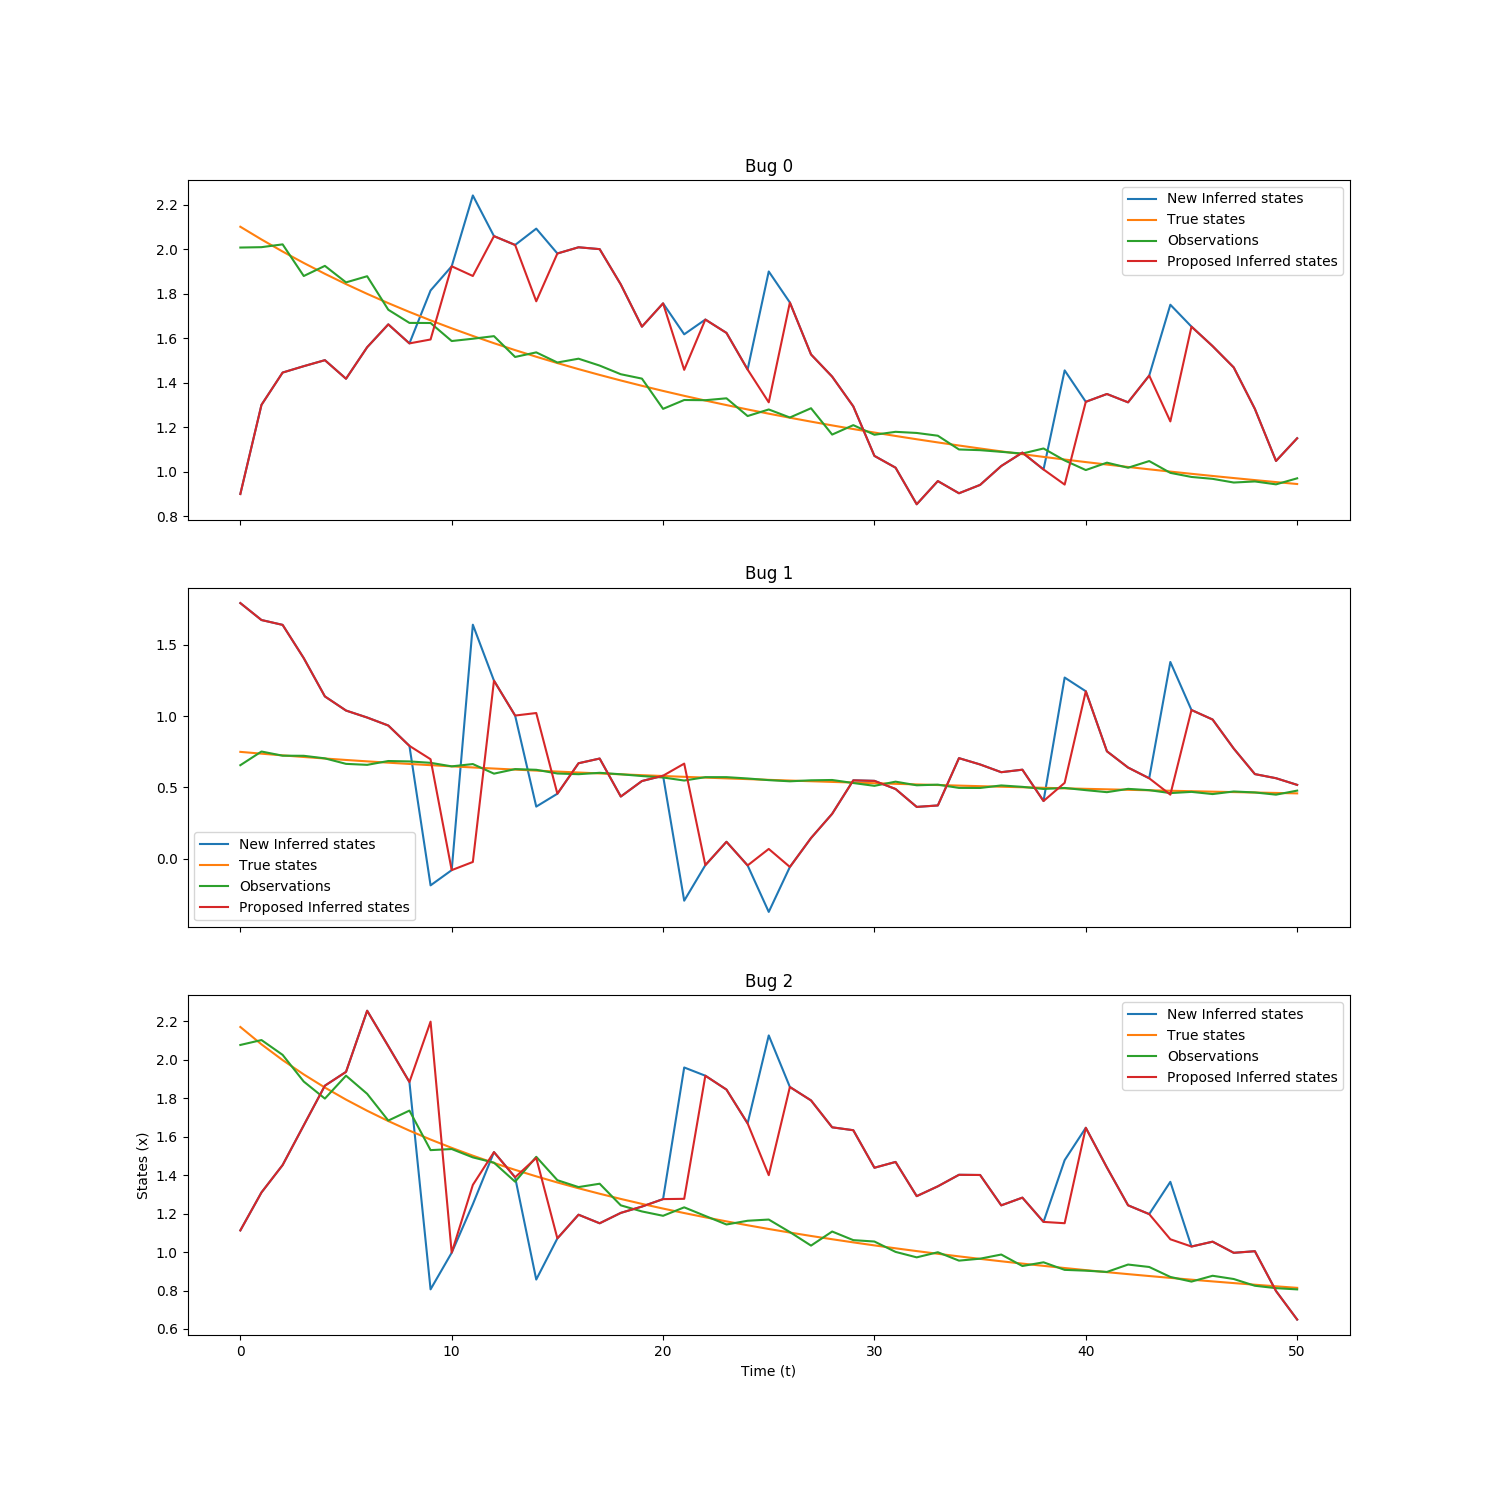 Bug 0
2.2
2.0
1.8
1.6
1.4
1.2
1.0
0.8
New Inferred states
True states
Observations
Proposed Inferred states
Bug 1
1.5
1.0
0.5
0.0
New Inferred states
True states
Observations
Proposed Inferred states
Bug 2
States (x)
2.2
2.0
1.8
1.6
1.4
1.2
1.0
0.8
0.6
New Inferred states
True states
Observations
Proposed Inferred states
0 10 20 30 40 50
Time (t)